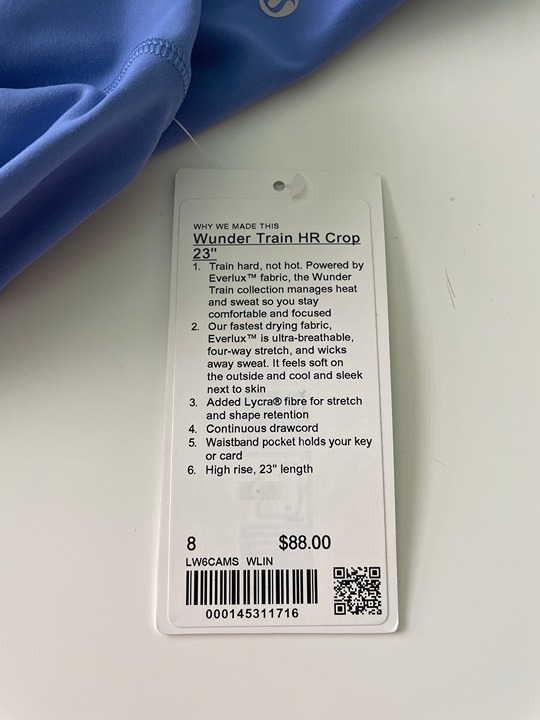 WHY WE MADE THIS
Wunder Train HR Crop
23"
1. Train hard, not hot. Powered by
Everlux™ fabric, the Wunder
Train collection manages heat
and sweat so you stay
comfortable and focused
2. Our fastest drying fabric,
Everlux™ is ultra-breathable,
four-way stretch, and wicks
away sweat. It feels soft on
the outside and cool and sleek
next to skin
3. Added Lycra® fibre for stretch
and shape retention
4. Continuous drawcord
5. Waistband pocket holds your key
or card
6. High rise, 23" length
8 $88.00
LW6CAMS WLIN
000145311716